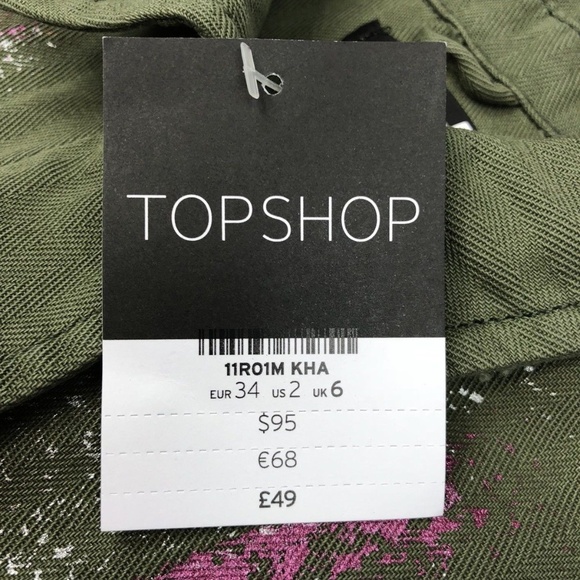 TOPSHOP
11R01M KHA
EUR 34 US 2 UK 6
$95
€68
£49